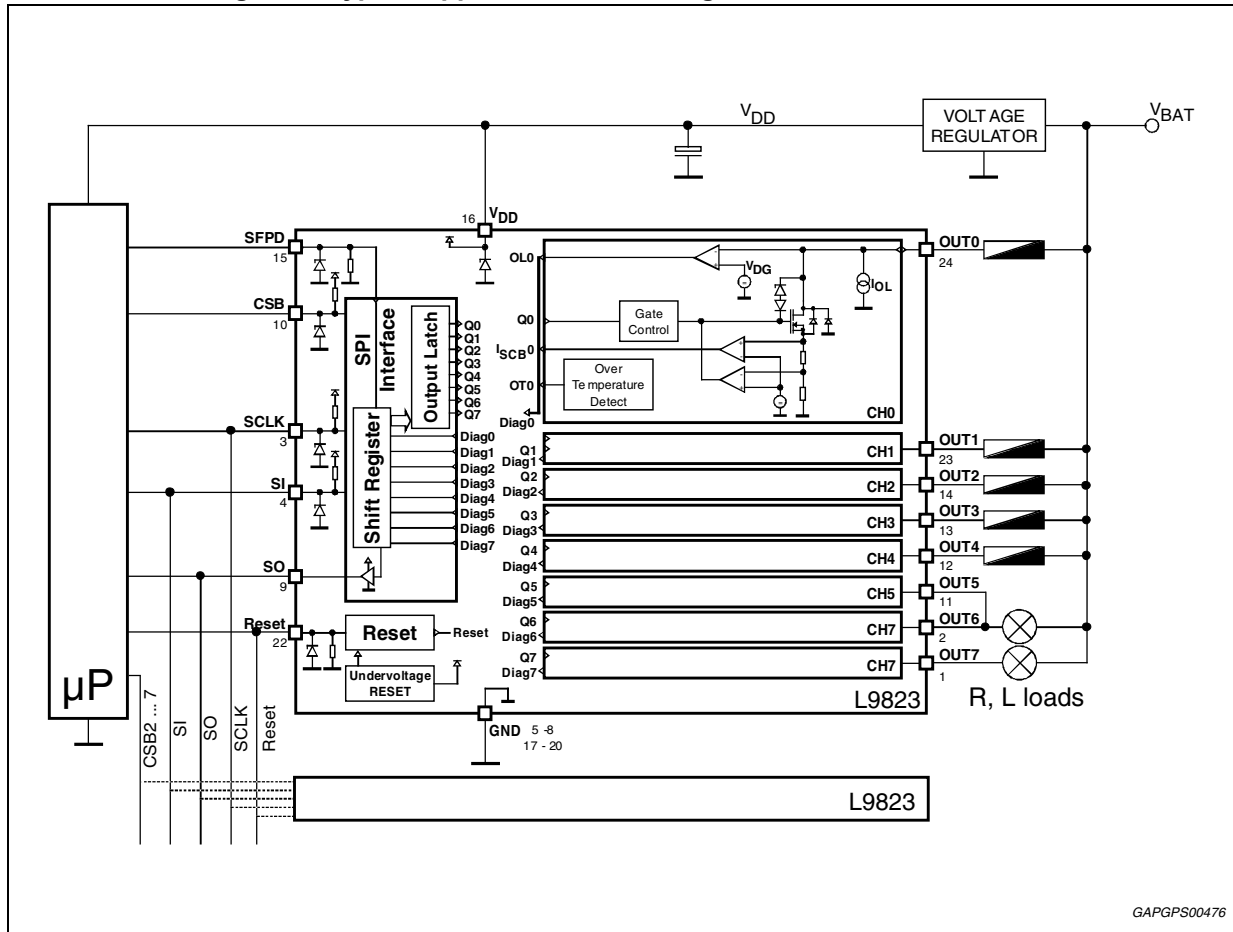 V_DD
VOLTAGE
REGULATOR
V_BAT
SFPD
15
CSB
10
SCLK
3
SI
4
SO
9
Reset
22
µP
16 V_DD
SPI
Interface
Output Latch
Shift Register
Q0
Q1
Q2
Q3
Q4
Q5
Q6
Q7
Diag0
Diag1
Diag2
Diag3
Diag4
Diag5
Diag6
Diag7
Reset
Reset
Undervoltage
RESET
OL0
Q0
I_SCB0
OT0
Diag0
V_DG
I_OL
Gate
Control
Over
Temperature
Detect
CH0
Q1
Diag1
CH1
Q2
Diag2
CH2
Q3
Diag3
CH3
Q4
Diag4
CH4
Q5
Diag5
CH5
Q6
Diag6
CH7
Q7
Diag7
CH7
OUT0
24
OUT1
23
OUT2
14
OUT3
13
OUT4
12
OUT5
11
OUT6
2
OUT7
1
L9823
R, L loads
GND 5 -8
17 - 20
CSB2 ... 7
SI
SO
SCLK
Reset
L9823
GAPGPS00476